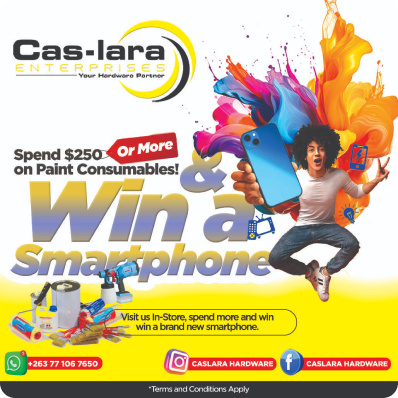 Cas-lara
ENTERPRISES
Your Hardware Partner
Spend $250 Or More
on Paint Consumables!
& Win a
Smartphone
Visit us In-Store, spend more and win
win a brand new smartphone.
+263 77 106 7650
CASLARA HARDWARE
CASLARA HARDWARE
*Terms and Conditions Apply